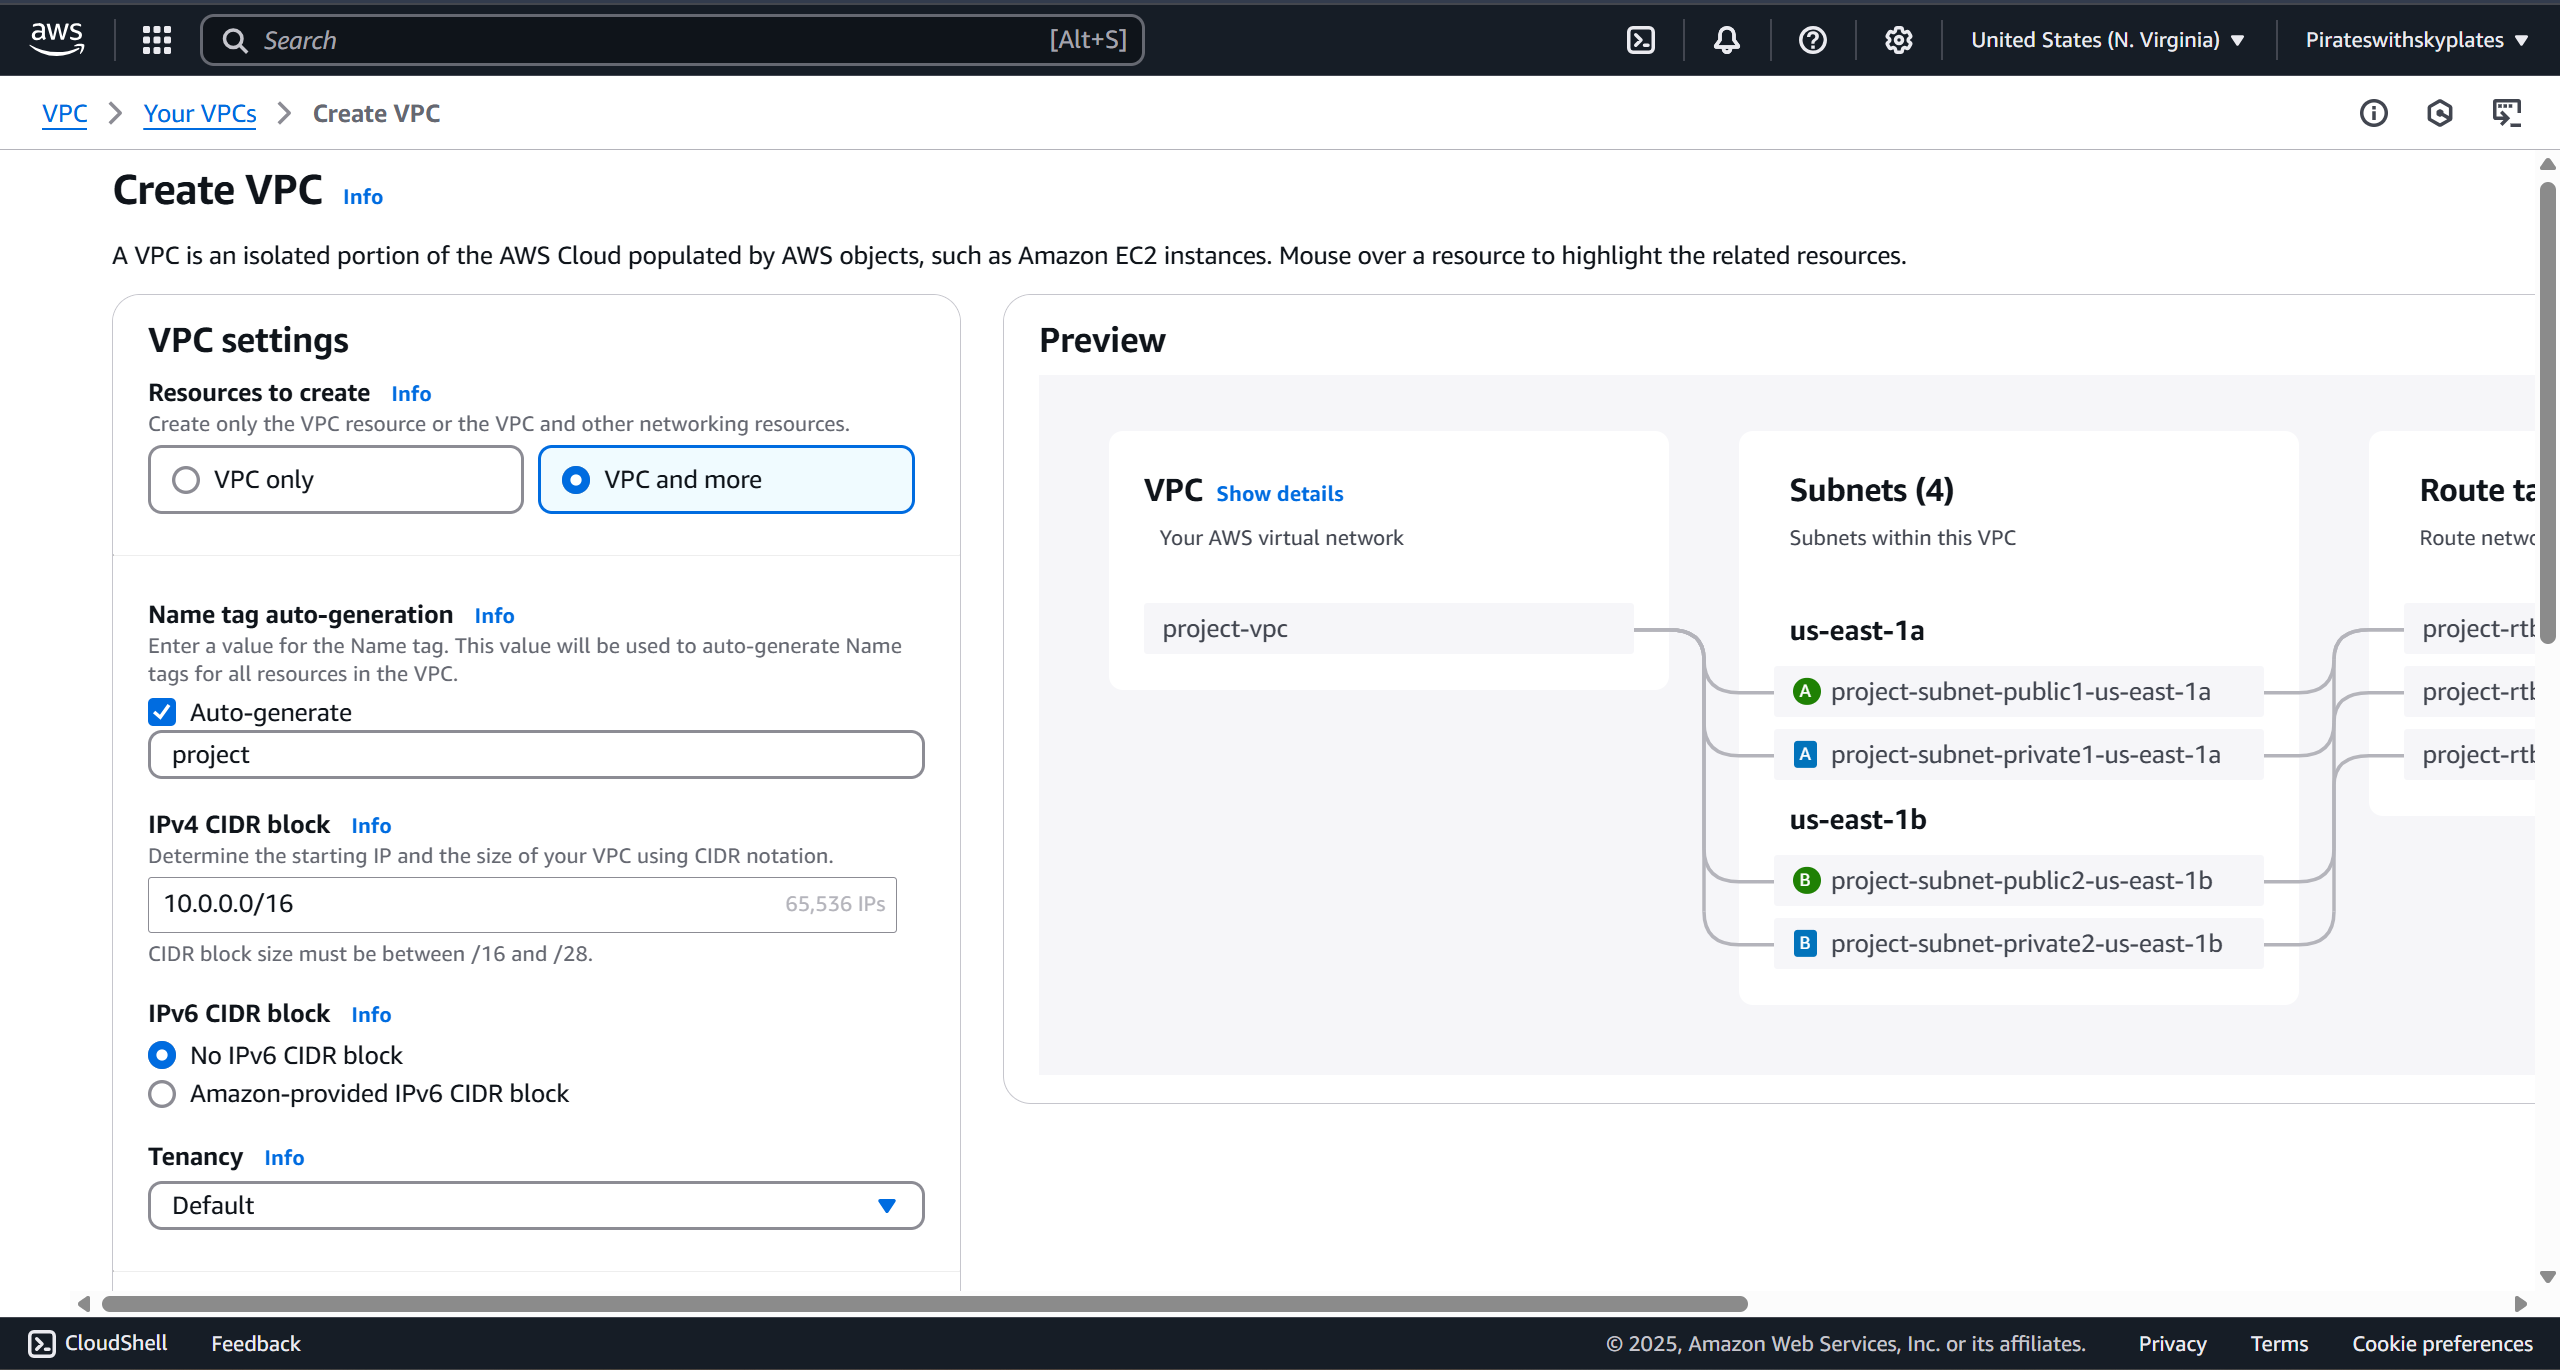 aws
Search [Alt+S]
United States (N. Virginia)
Pirateswithskyplates
VPC
Your VPCs
Create VPC
Create VPC Info
A VPC is an isolated portion of the AWS Cloud populated by AWS objects, such as Amazon EC2 instances. Mouse over a resource to highlight the related resources.
VPC settings
Resources to create Info
Create only the VPC resource or the VPC and other networking resources.
VPC only
VPC and more
Name tag auto-generation Info
Enter a value for the Name tag. This value will be used to auto-generate Name
tags for all resources in the VPC.
Auto-generate
project
IPv4 CIDR block Info
Determine the starting IP and the size of your VPC using CIDR notation.
10.0.0.0/16 65,536 IPs
CIDR block size must be between /16 and /28.
IPv6 CIDR block Info
No IPv6 CIDR block
Amazon-provided IPv6 CIDR block
Tenancy Info
Default
Preview
VPC Show details
Your AWS virtual network
project-vpc
Subnets (4)
Subnets within this VPC
us-east-1a
A project-subnet-public1-us-east-1a
A project-subnet-private1-us-east-1a
us-east-1b
B project-subnet-public2-us-east-1b
B project-subnet-private2-us-east-1b
Route ta
Route netwo
project-rtb
project-rtb
project-rtb
CloudShell
Feedback
© 2025, Amazon Web Services, Inc. or its affiliates.
Privacy
Terms
Cookie preferences